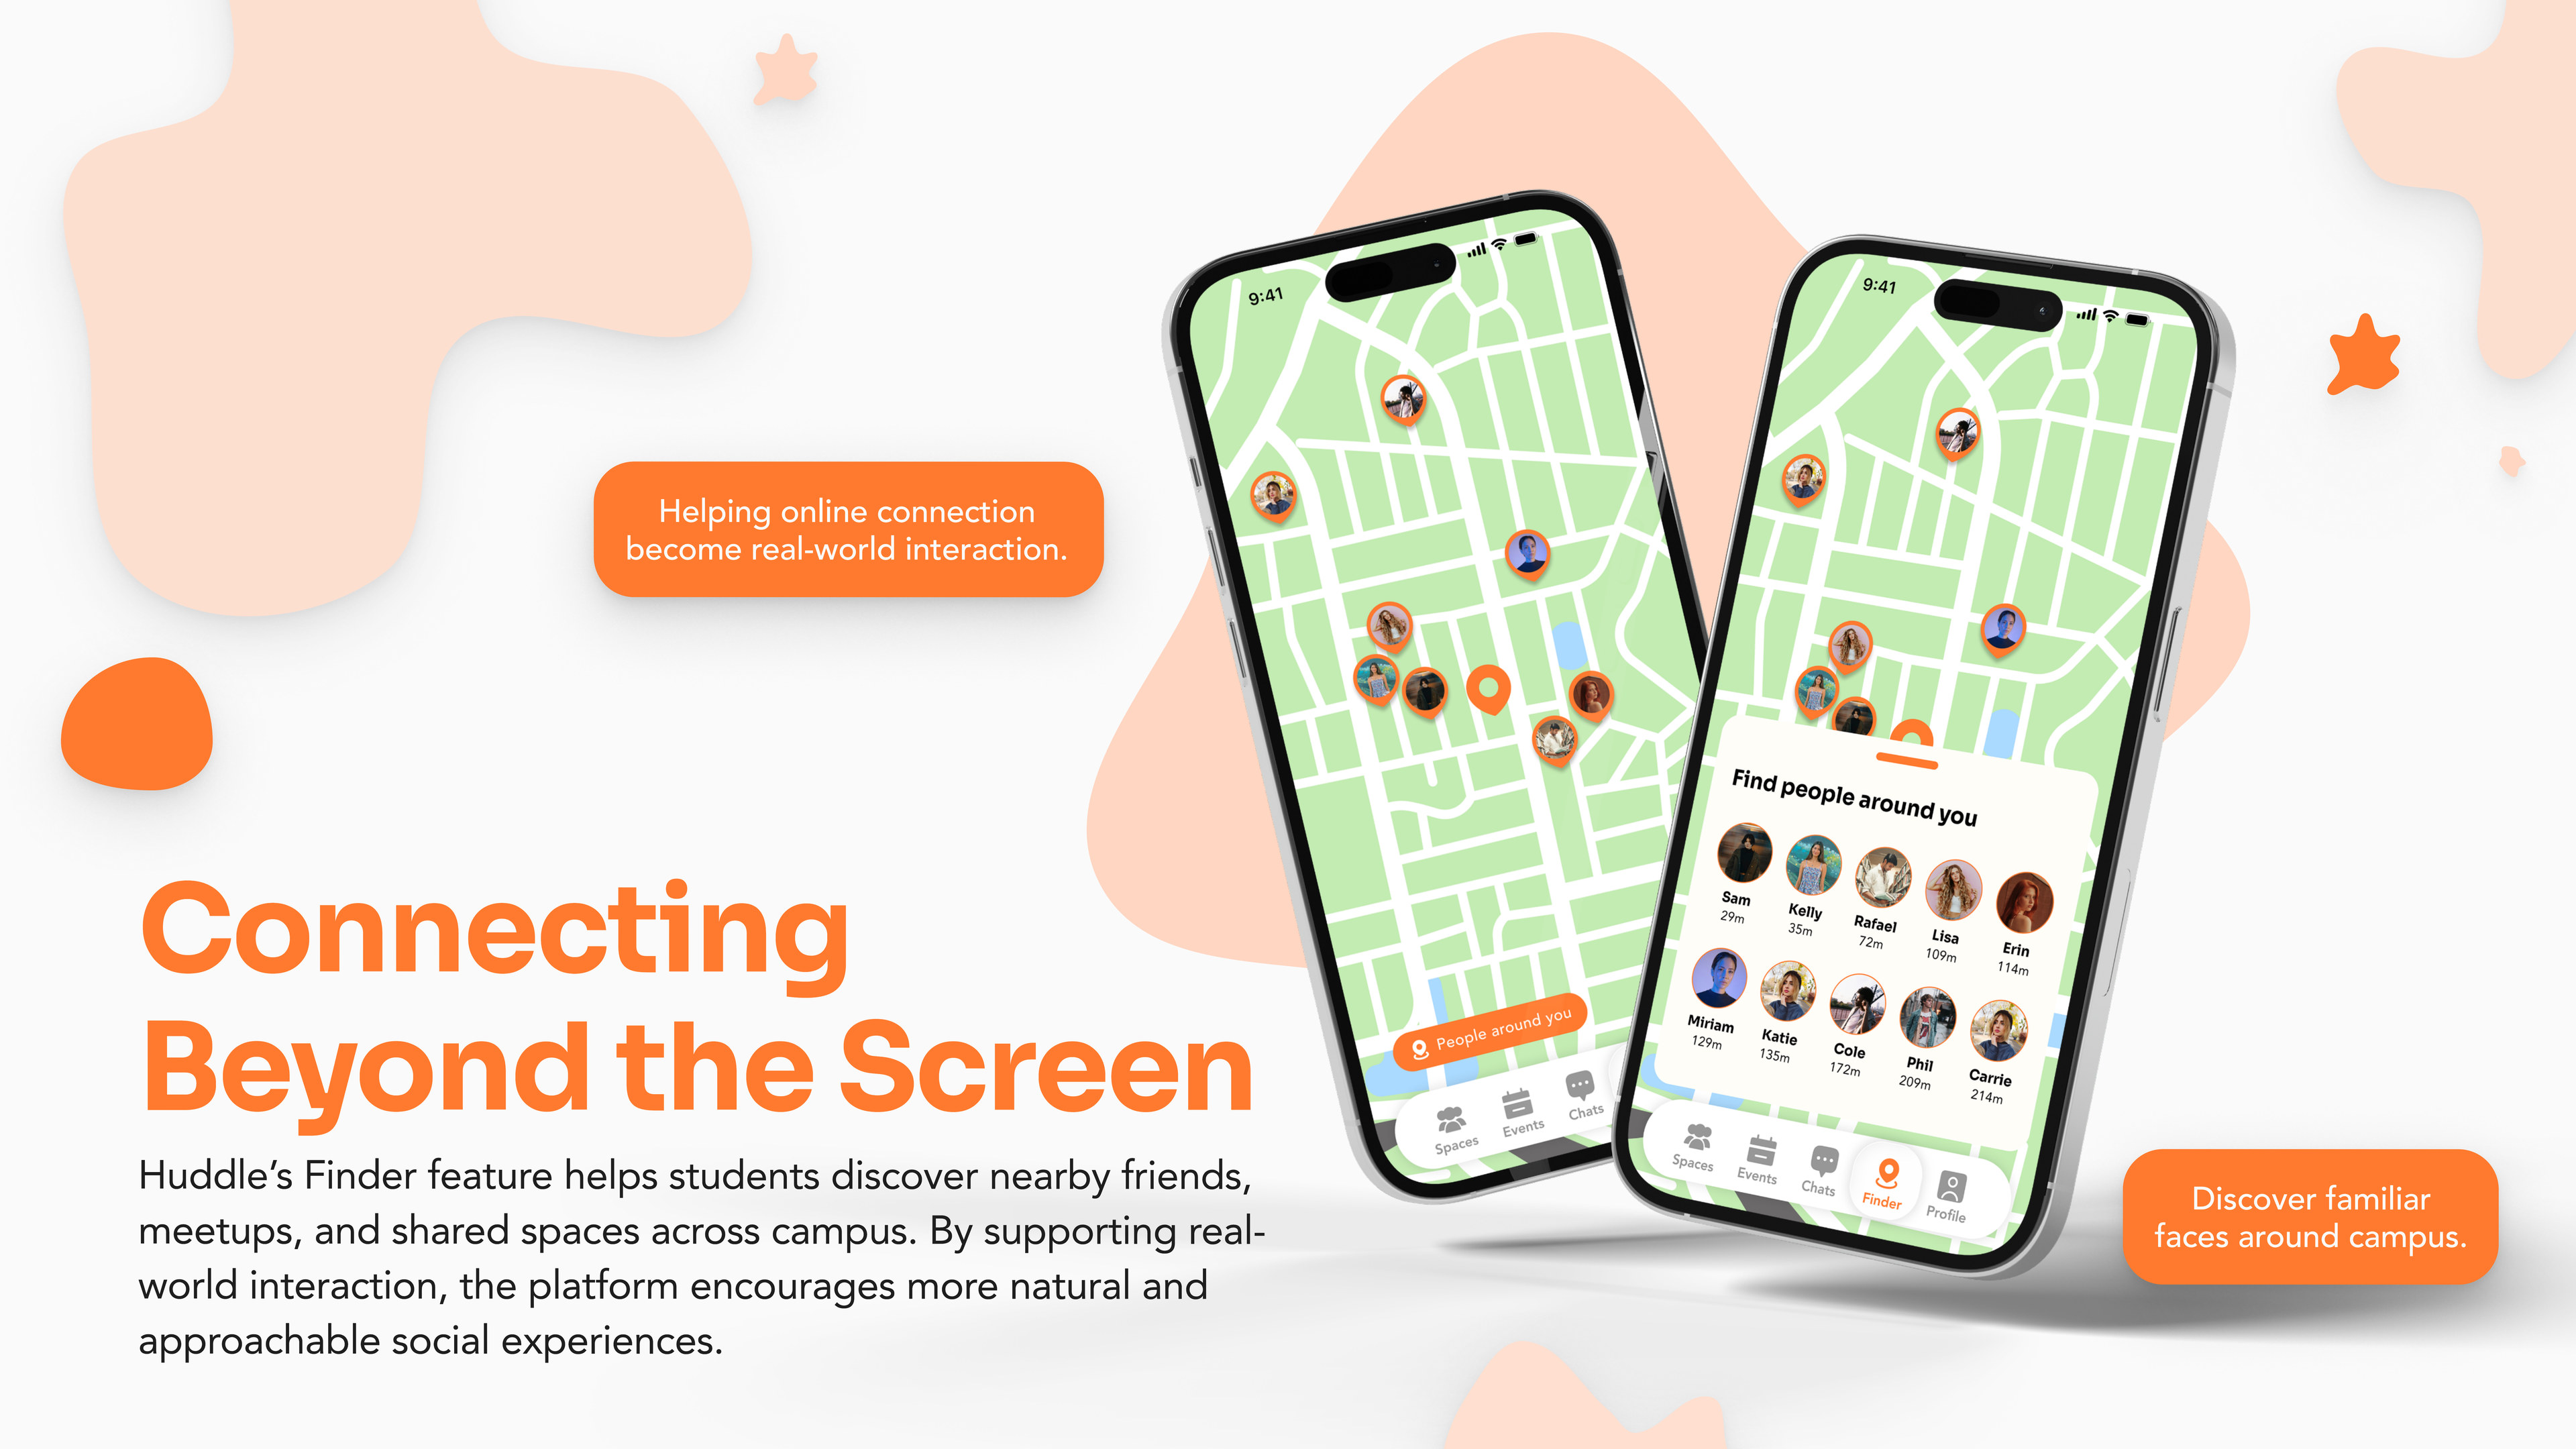 Helping online connection
become real-world interaction.
Connecting
Beyond the Screen
Huddle’s Finder feature helps students discover nearby friends,
meetups, and shared spaces across campus. By supporting real-
world interaction, the platform encourages more natural and
approachable social experiences.
9:41
People around you
Spaces Events Chats
9:41
Find people around you
Sam Kelly Rafael Lisa Erin
29m 35m 72m 109m 114m
Miriam Katie Cole Phil Carrie
129m 135m 172m 209m 214m
Spaces Events Chats Finder Profile
Discover familiar
faces around campus.